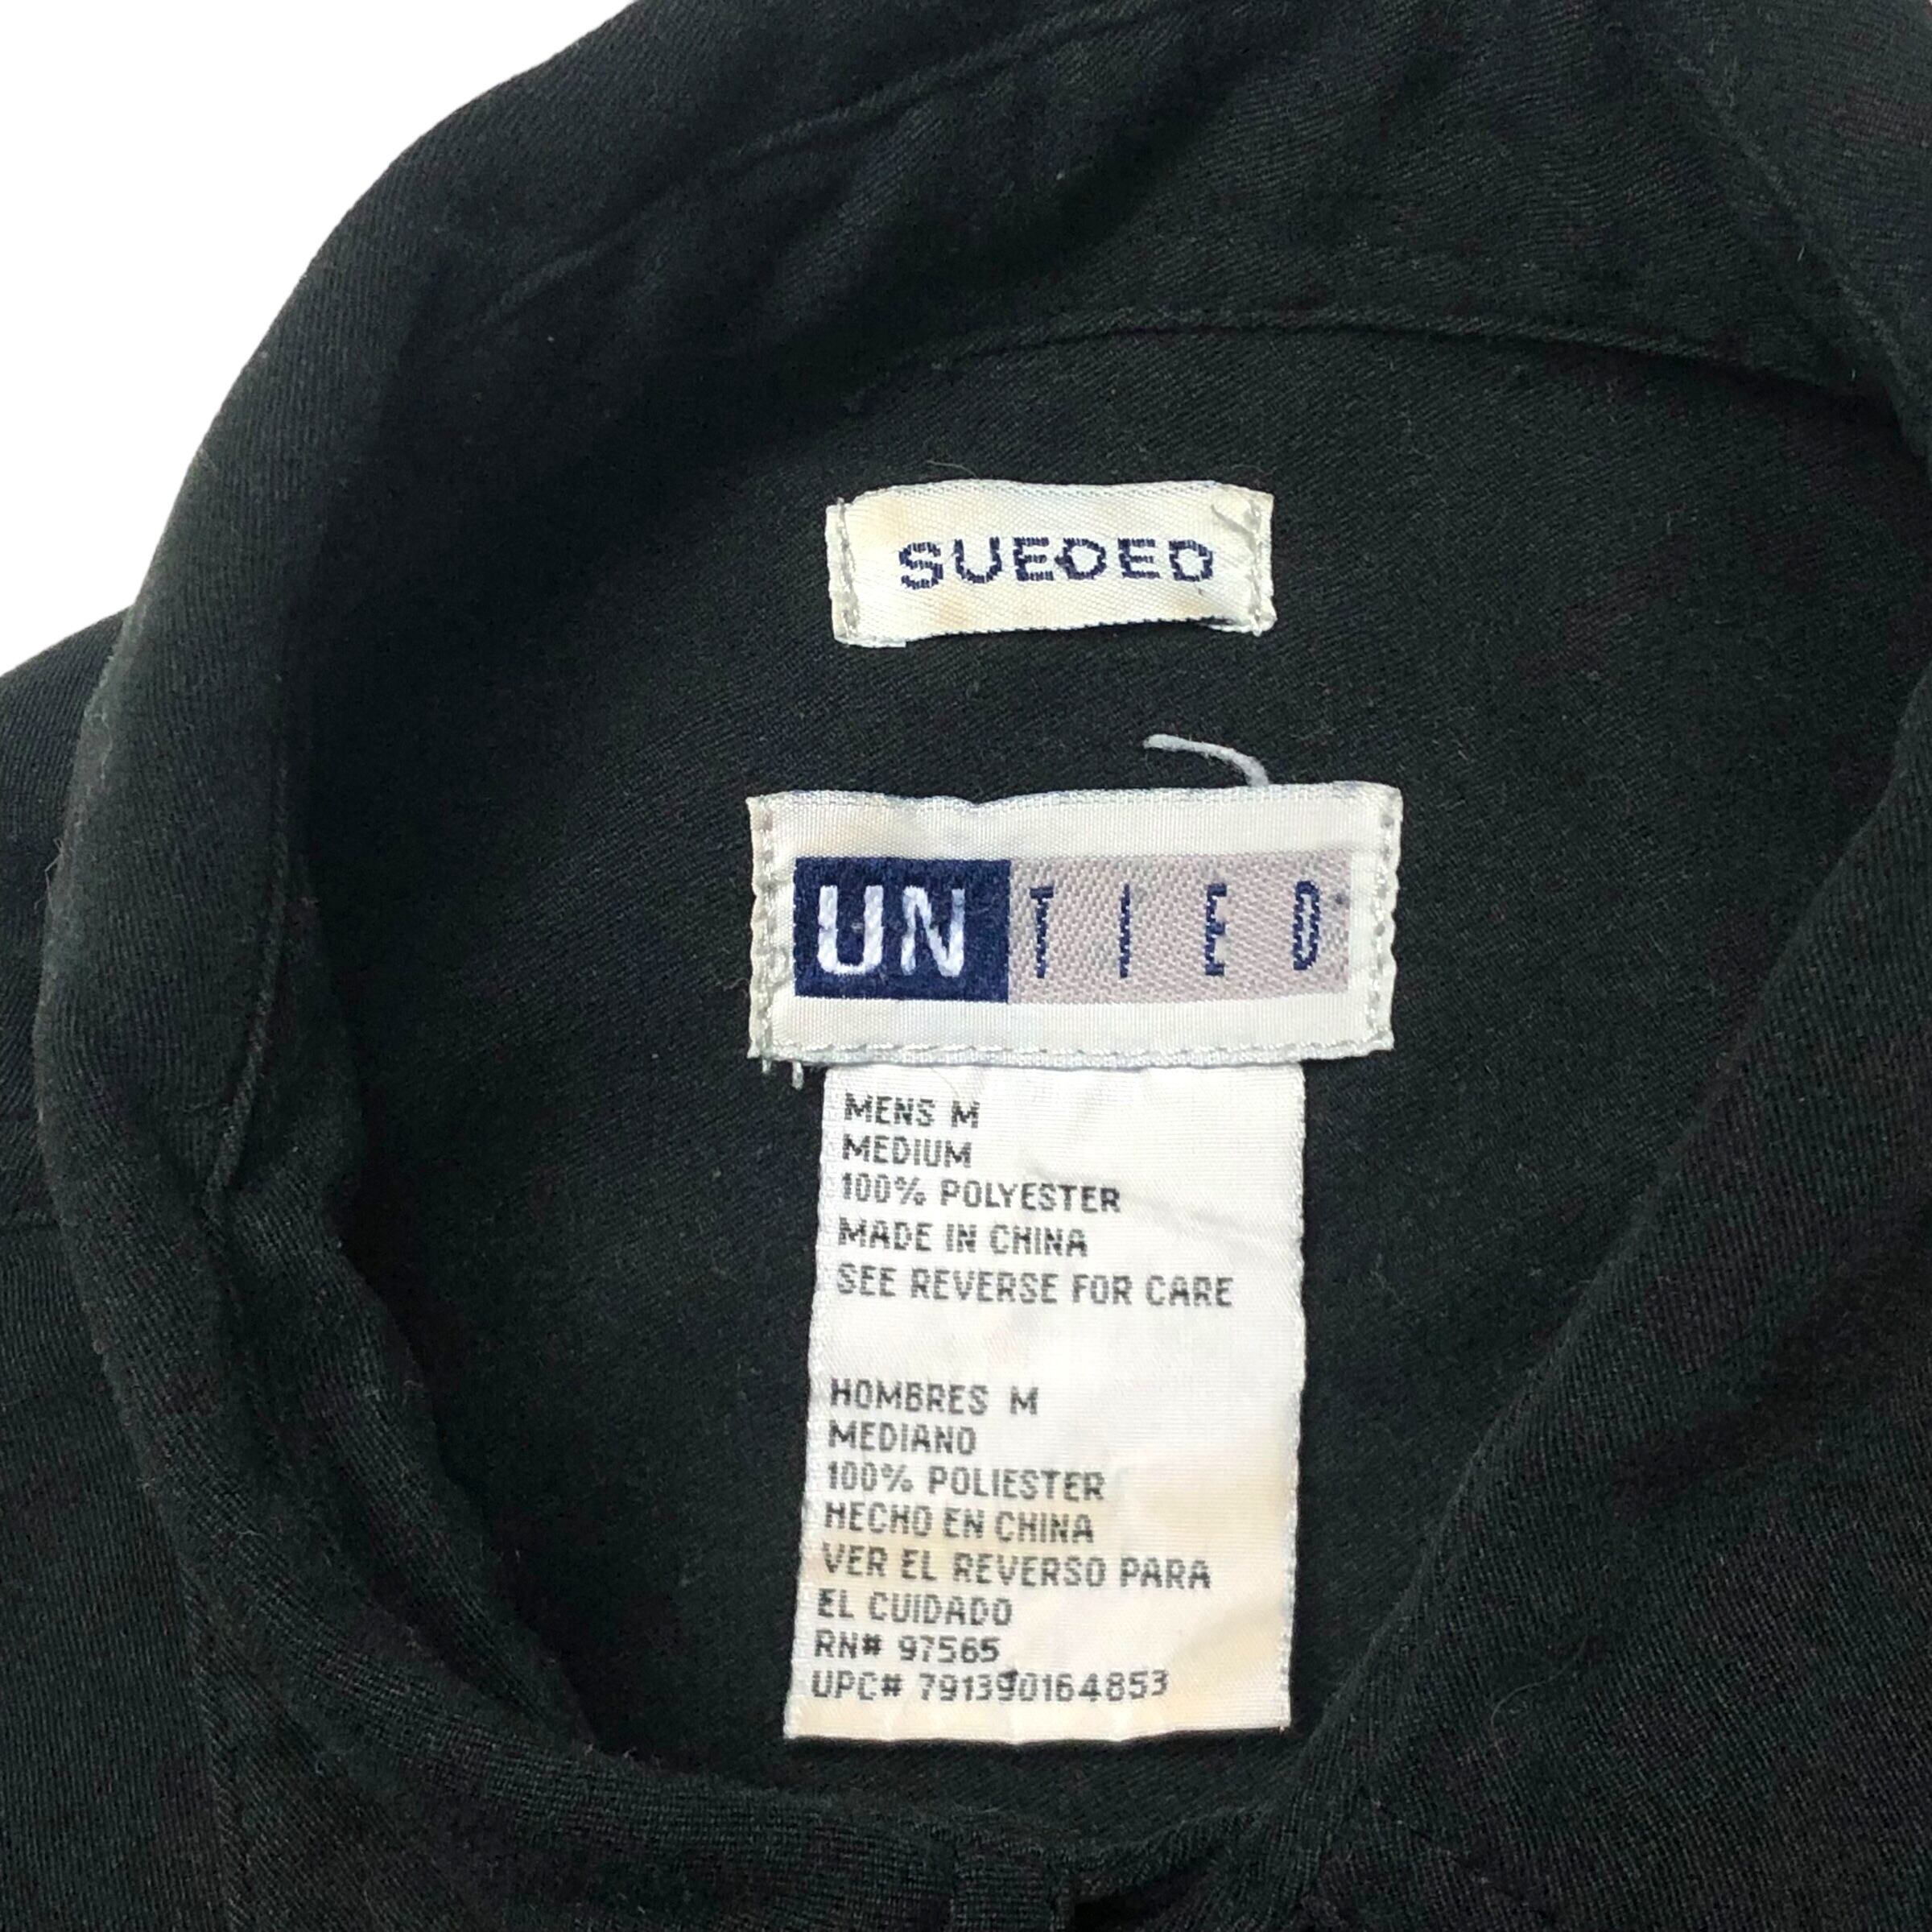 SUEDED
UNTIED
MENS M
MEDIUM
100% POLYESTER
MADE IN CHINA
SEE REVERSE FOR CARE
HOMBRES M
MEDIANO
100% POLIESTER
HECHO EN CHINA
VER EL REVERSO PARA
EL CUIDADO
RN# 97565
UPC# 791390164853